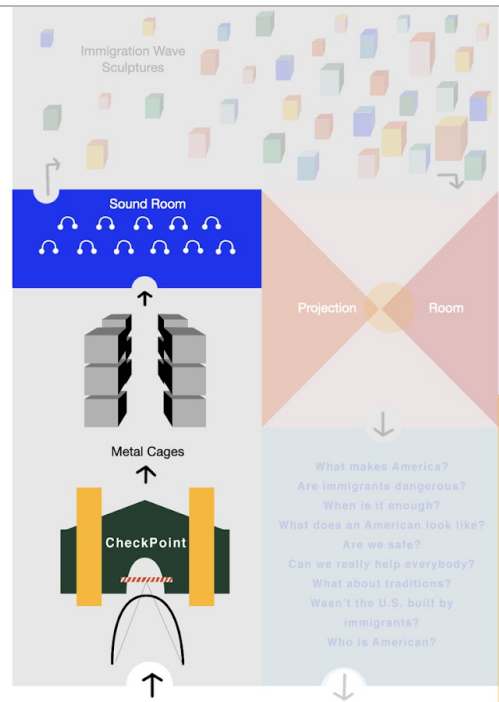 Immigration Wave
Sculptures
Sound Room
Projection Room
Metal Cages
CheckPoint
What makes America?
Are immigrants dangerous?
When is it enough?
What does an American look like?
Are we safe?
Can we really help everybody?
What about traditions?
Wasn't the U.S. built by
immigrants?
Who is American?